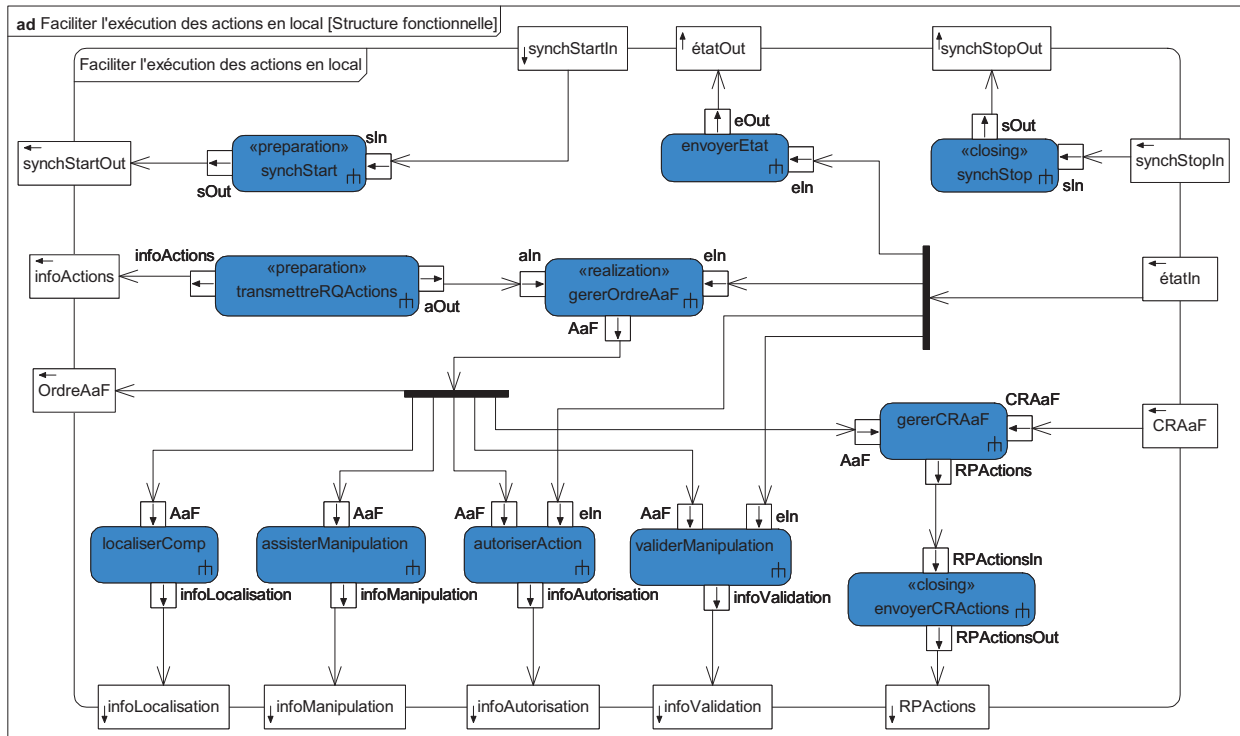 ad Faciliter l'exécution des actions en local [Structure fonctionnelle]
Faciliter l'exécution des actions en local
synchStartIn
étatOut
synchStopOut
eOut
sOut
«preparation»
synchStart
sIn
sOut
synchStartOut
envoyerEtat
eIn
«closing»
synchStop
sIn
synchStopIn
infoActions
infoActions
«preparation»
transmettreRQActions
aOut
aIn
«realization»
gererOrdreAaF
eIn
AaF
étatIn
OrdreAaF
CRAaF
gererCRAaF
AaF
RPActions
CRAaF
AaF
localiserComp
infoLocalisation
AaF
assisterManipulation
infoManipulation
AaF
eIn
autoriserAction
infoAutorisation
AaF
eIn
validerManipulation
infoValidation
RPActionsIn
«closing»
envoyerCRActions
RPActionsOut
infoLocalisation
infoManipulation
infoAutorisation
infoValidation
RPActions